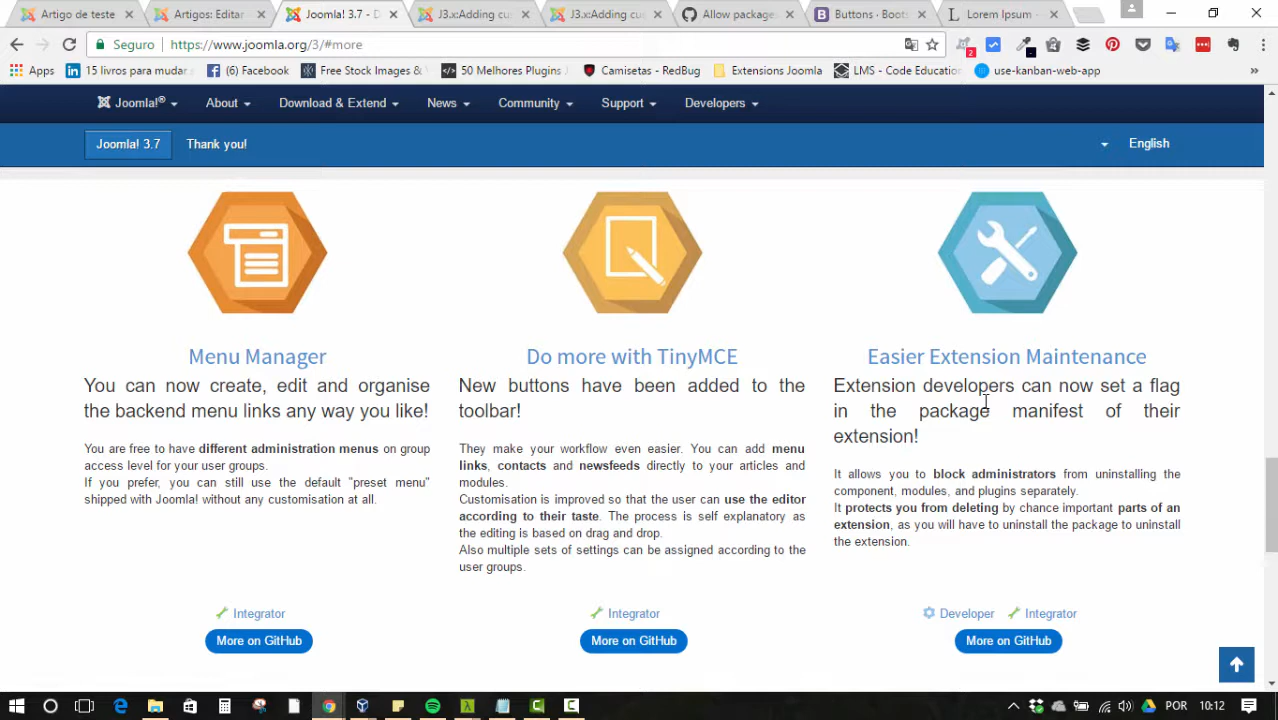 Artigo de teste
Artigos: Editar
Joomla! 3.7 - D
J3.x:Adding cus
J3.x:Adding cus
Allow packages
Buttons · Boots
Lorem Ipsum -
Seguro
https://www.joomla.org/3/#more
2
Apps
15 livros para mudar
(6) Facebook
Free Stock Images &
50 Melhores Plugins J
Camisetas - RedBug
Extensions Joomla
LMS - Code Education
use-kanban-web-app
Joomla!®
About
Download & Extend
News
Community
Support
Developers
Joomla! 3.7
Thank you!
English
Menu Manager
You can now create, edit and organise
the backend menu links any way you like!
You are free to have different administration menus on group
access level for your user groups.
If you prefer, you can still use the default "preset menu"
shipped with Joomla! without any customisation at all.
Integrator
More on GitHub
Do more with TinyMCE
New buttons have been added to the
toolbar!
They make your workflow even easier. You can add menu
links, contacts and newsfeeds directly to your articles and
modules.
Customisation is improved so that the user can use the editor
according to their taste. The process is self explanatory as
the editing is based on drag and drop.
Also multiple sets of settings can be assigned according to the
user groups.
Integrator
More on GitHub
Easier Extension Maintenance
Extension developers can now set a flag
in the package manifest of their
extension!
It allows you to block administrators from uninstalling the
component, modules, and plugins separately.
It protects you from deleting by chance important parts of an
extension, as you will have to uninstall the package to uninstall
the extension.
Developer
Integrator
More on GitHub
POR
10:12